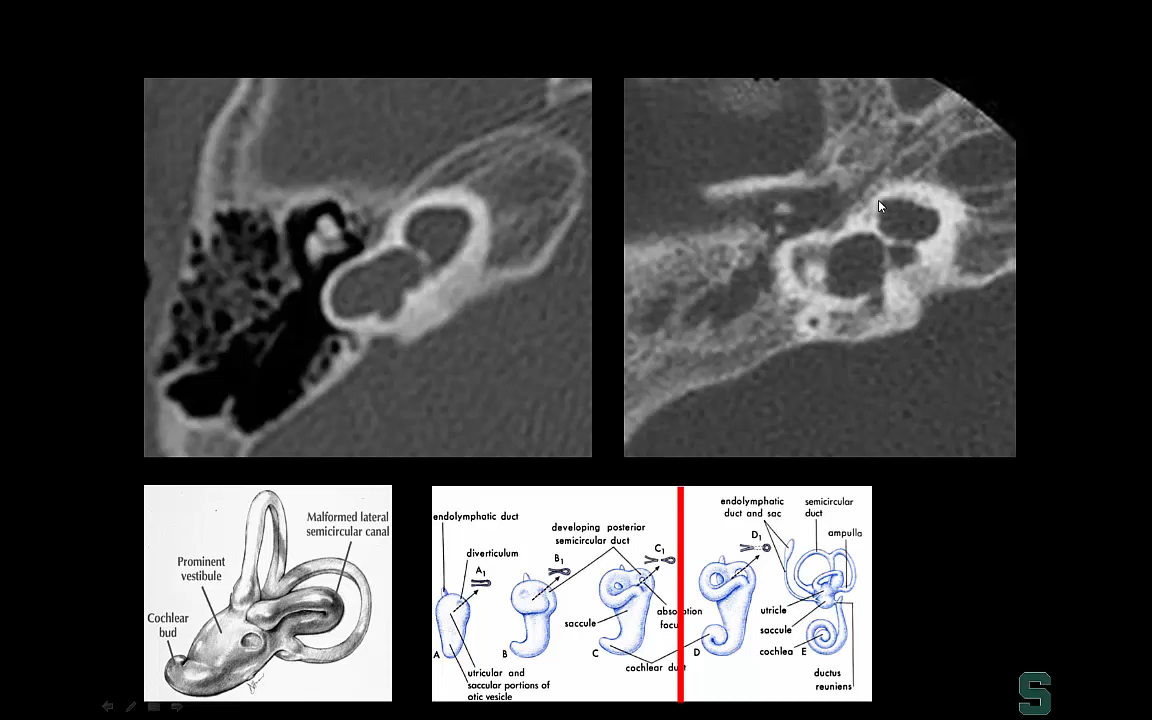 Malformed lateral
semicircular canal
Prominent
vestibule
Cochlear
bud
endolymphatic duct
diverticulum
A1
developing posterior
semicircular duct
B1
C1
saccule
absorption
focus
A
B
C
cochlear duct
utricular and
saccular portions of
otic vesicle
endolymphatic
duct and sac
semicircular
duct
ampulla
D1
utricle
saccule
cochlea
D
E
ductus
reuniens
S